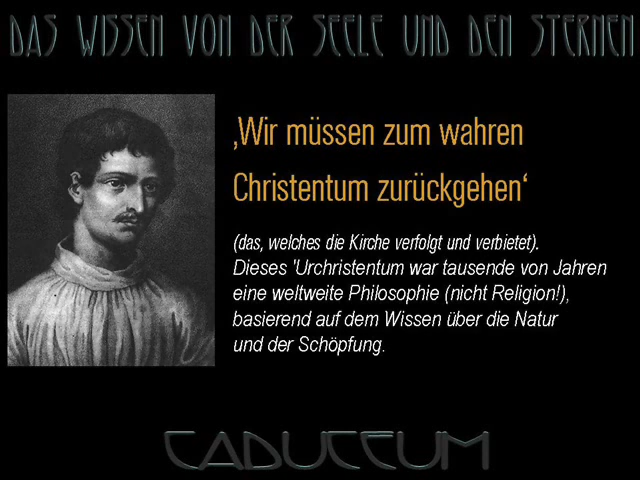 DAS WISSEN VON DER SEELE UND DEN STERNEN
‚Wir müssen zum wahren
Christentum zurückgehen‘
(das, welches die Kirche verfolgt und verbietet).
Dieses 'Urchristentum war tausende von Jahren
eine weltweite Philosophie (nicht Religion!),
basierend auf dem Wissen über die Natur
und der Schöpfung.
CADUCEUM